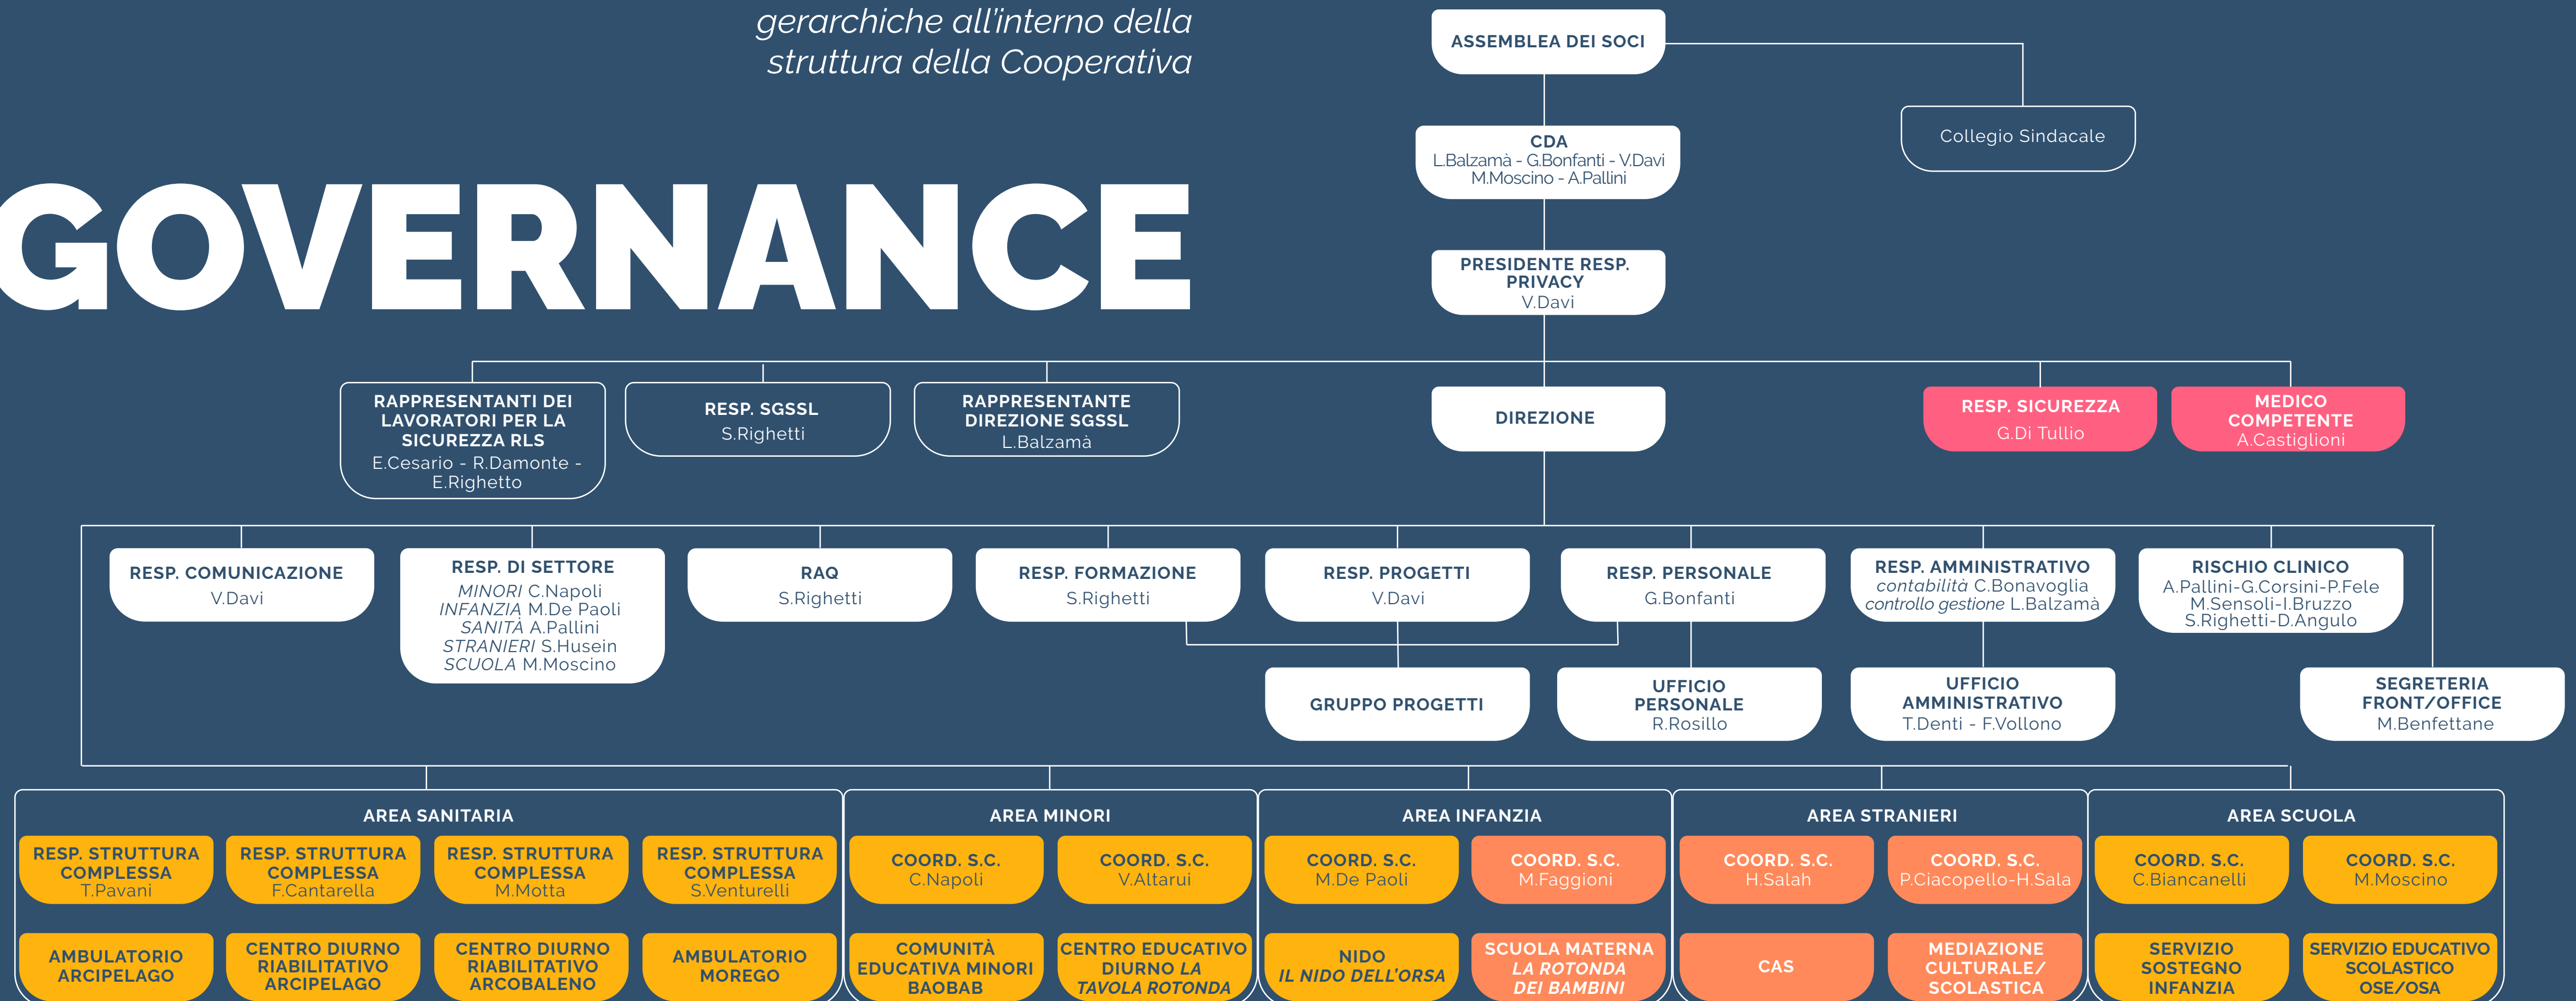 gerarchiche all'interno della
struttura della Cooperativa
GOVERNANCE
ASSEMBLEA DEI SOCI
Collegio Sindacale
CDA
L.Balzamà - G.Bonfanti - V.Davi
M.Moscino - A.Pallini
PRESIDENTE RESP.
PRIVACY
V.Davi
RAPPRESENTANTI DEI
LAVORATORI PER LA
SICUREZZA RLS
E.Cesario - R.Damonte -
E.Righetto
RESP. SGSSL
S.Righetti
RAPPRESENTANTE
DIREZIONE SGSSL
L.Balzamà
DIREZIONE
RESP. SICUREZZA
G.Di Tullio
MEDICO
COMPETENTE
A.Castiglioni
RESP. COMUNICAZIONE
V.Davi
RESP. DI SETTORE
MINORI C.Napoli
INFANZIA M.De Paoli
SANITÀ A.Pallini
STRANIERI S.Husein
SCUOLA M.Moscino
RAQ
S.Righetti
RESP. FORMAZIONE
S.Righetti
RESP. PROGETTI
V.Davi
RESP. PERSONALE
G.Bonfanti
RESP. AMMINISTRATIVO
contabilità C.Bonavoglia
controllo gestione L.Balzamà
RISCHIO CLINICO
A.Pallini-G.Corsini-P.Fele
M.Sensoli-I.Bruzzo
S.Righetti-D.Angulo
GRUPPO PROGETTI
UFFICIO
PERSONALE
R.Rosillo
UFFICIO
AMMINISTRATIVO
T.Denti - F.Vollono
SEGRETERIA
FRONT/OFFICE
M.Benfettane
AREA SANITARIA
RESP. STRUTTURA
COMPLESSA
T.Pavani
RESP. STRUTTURA
COMPLESSA
F.Cantarella
RESP. STRUTTURA
COMPLESSA
M.Motta
RESP. STRUTTURA
COMPLESSA
S.Venturelli
AMBULATORIO
ARCIPELAGO
CENTRO DIURNO
RIABILITATIVO
ARCIPELAGO
CENTRO DIURNO
RIABILITATIVO
ARCOBALENO
AMBULATORIO
MOREGO
AREA MINORI
COORD. S.C.
C.Napoli
COORD. S.C.
V.Altarui
COMUNITÀ
EDUCATIVA MINORI
BAOBAB
CENTRO EDUCATIVO
DIURNO LA
TAVOLA ROTONDA
AREA INFANZIA
COORD. S.C.
M.De Paoli
COORD. S.C.
M.Faggioni
NIDO
IL NIDO DELL'ORSA
SCUOLA MATERNA
LA ROTONDA
DEI BAMBINI
AREA STRANIERI
COORD. S.C.
H.Salah
COORD. S.C.
P.Ciacopello-H.Sala
CAS
MEDIAZIONE
CULTURALE/
SCOLASTICA
AREA SCUOLA
COORD. S.C.
C.Biancanelli
COORD. S.C.
M.Moscino
SERVIZIO
SOSTEGNO
INFANZIA
SERVIZIO EDUCATIVO
SCOLASTICO
OSE/OSA